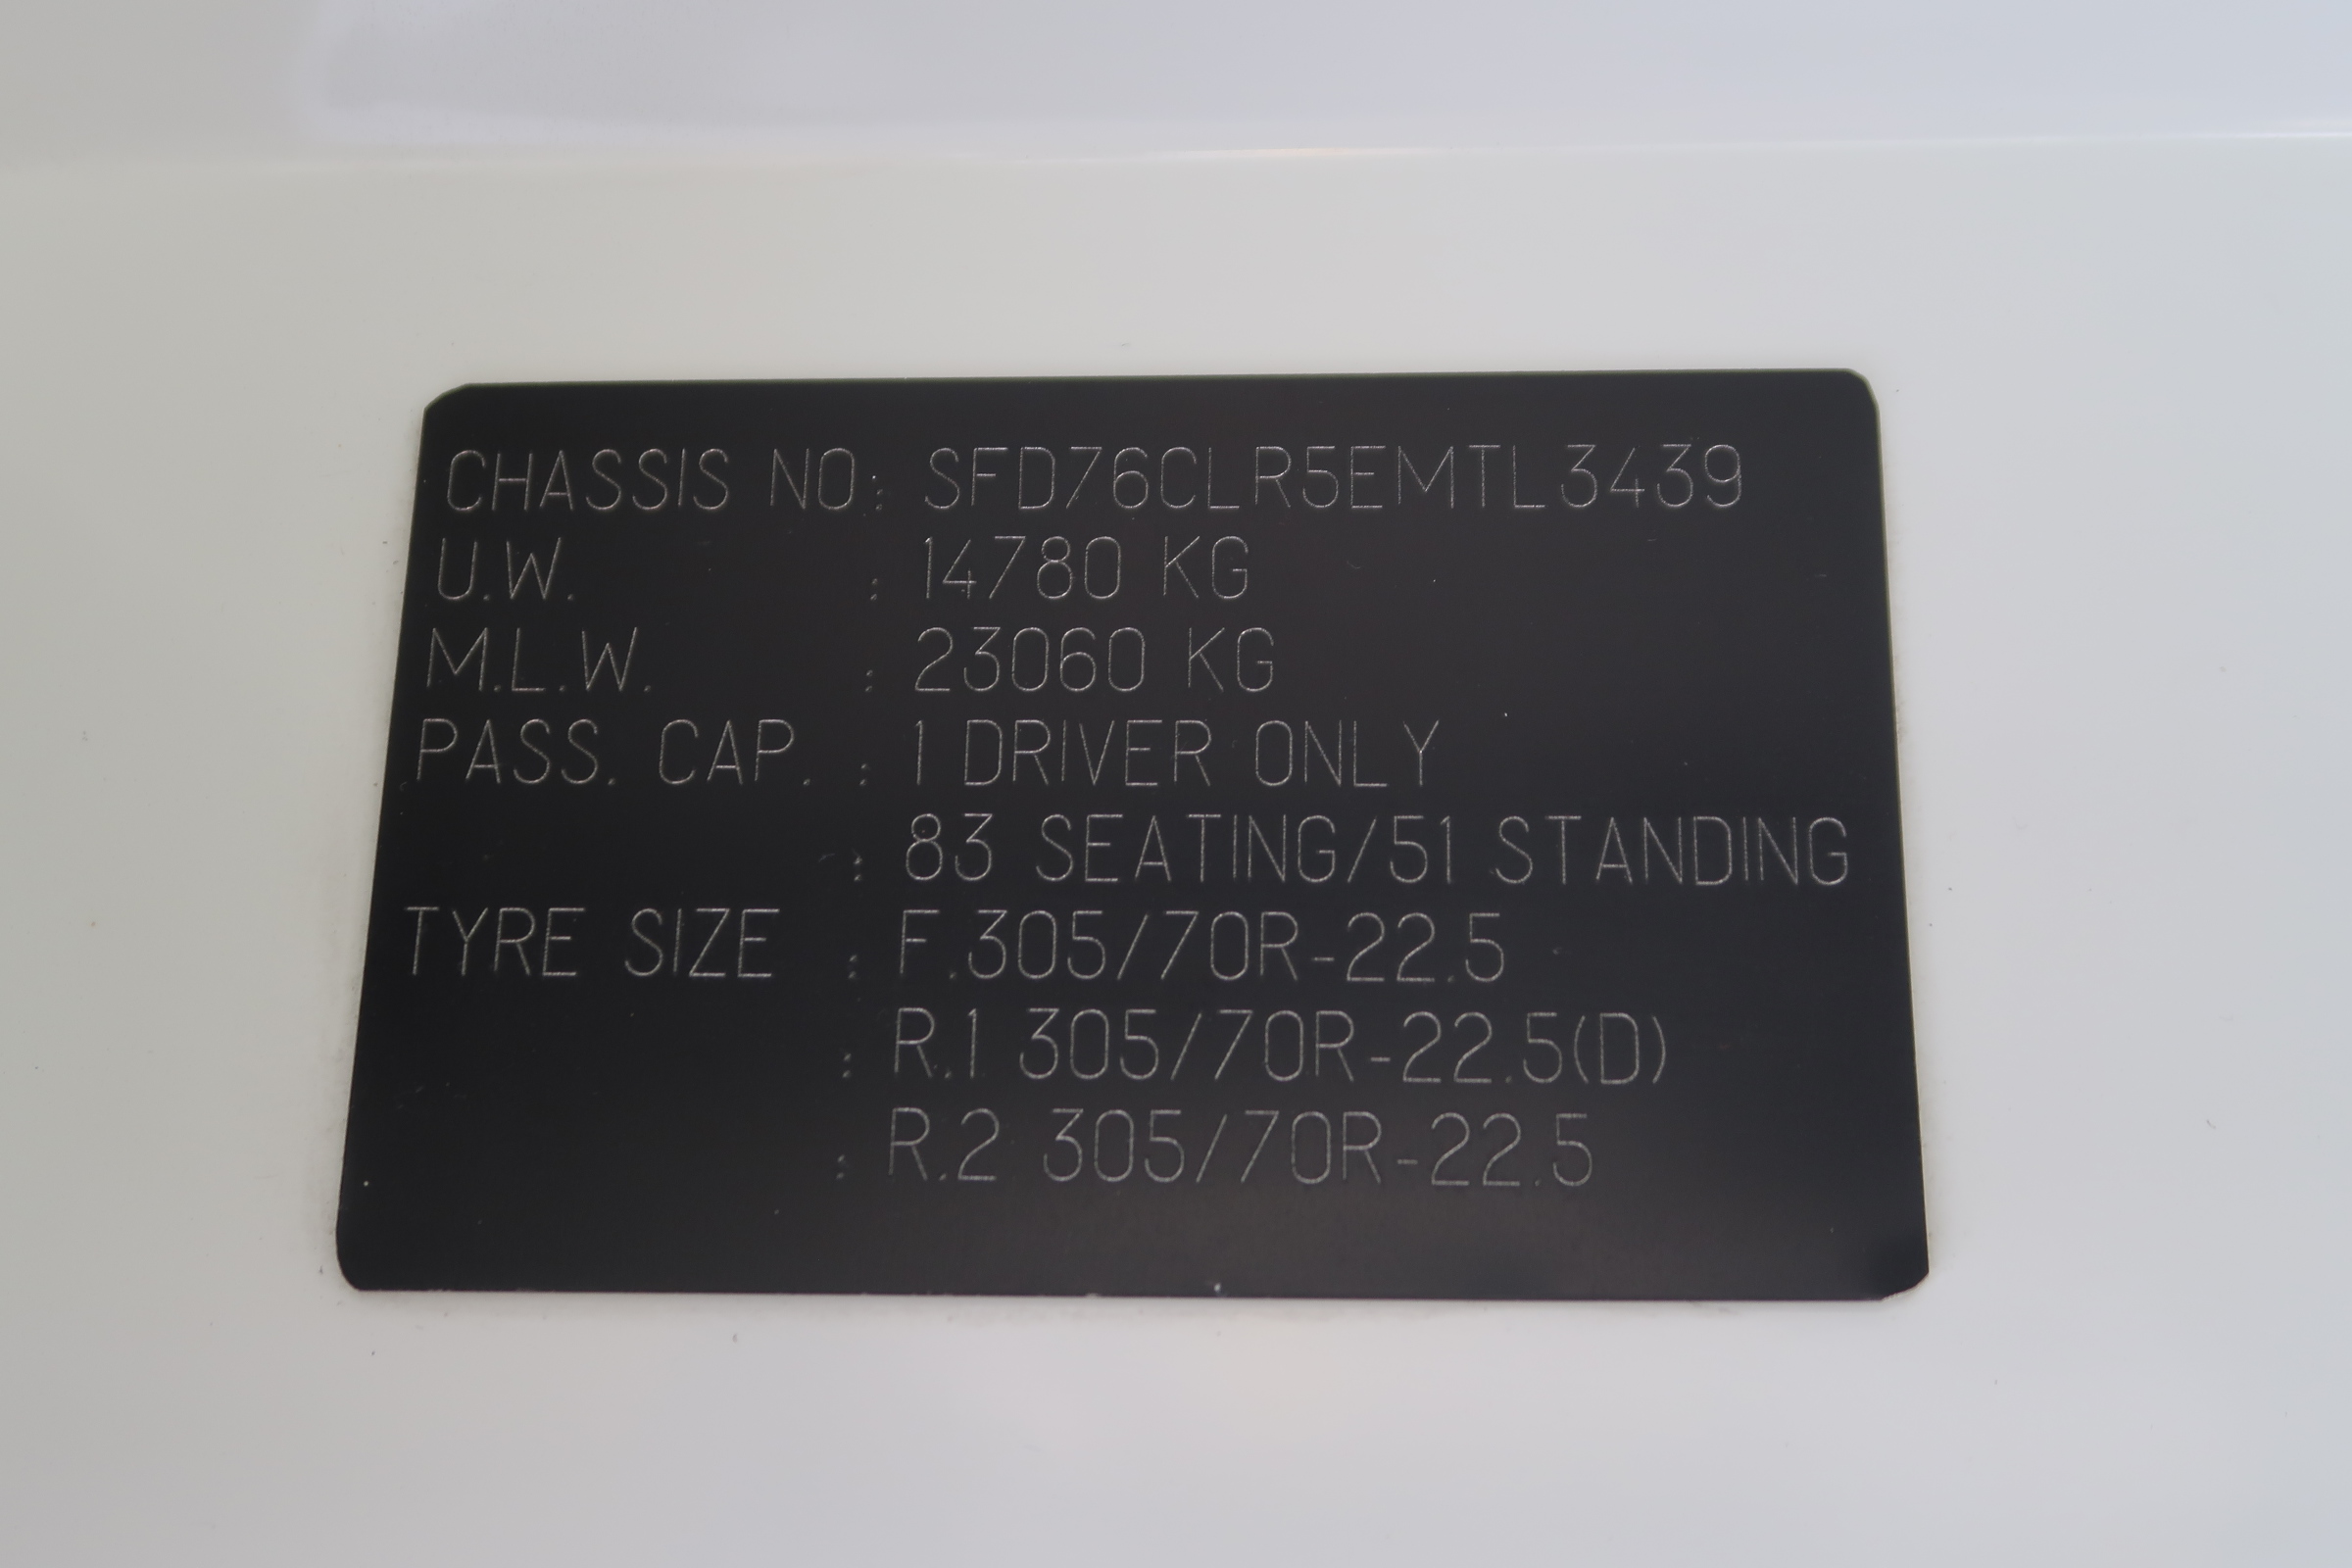 CHASSIS NO: SFD76CLR5EMTL3439
U.W. : 14780 KG
M.L.W. : 23060 KG
PASS. CAP. : 1 DRIVER ONLY
: 83 SEATING/51 STANDING
TYRE SIZE : F.305/70R-22.5
: R.1 305/70R-22.5(D)
: R.2 305/70R-22.5